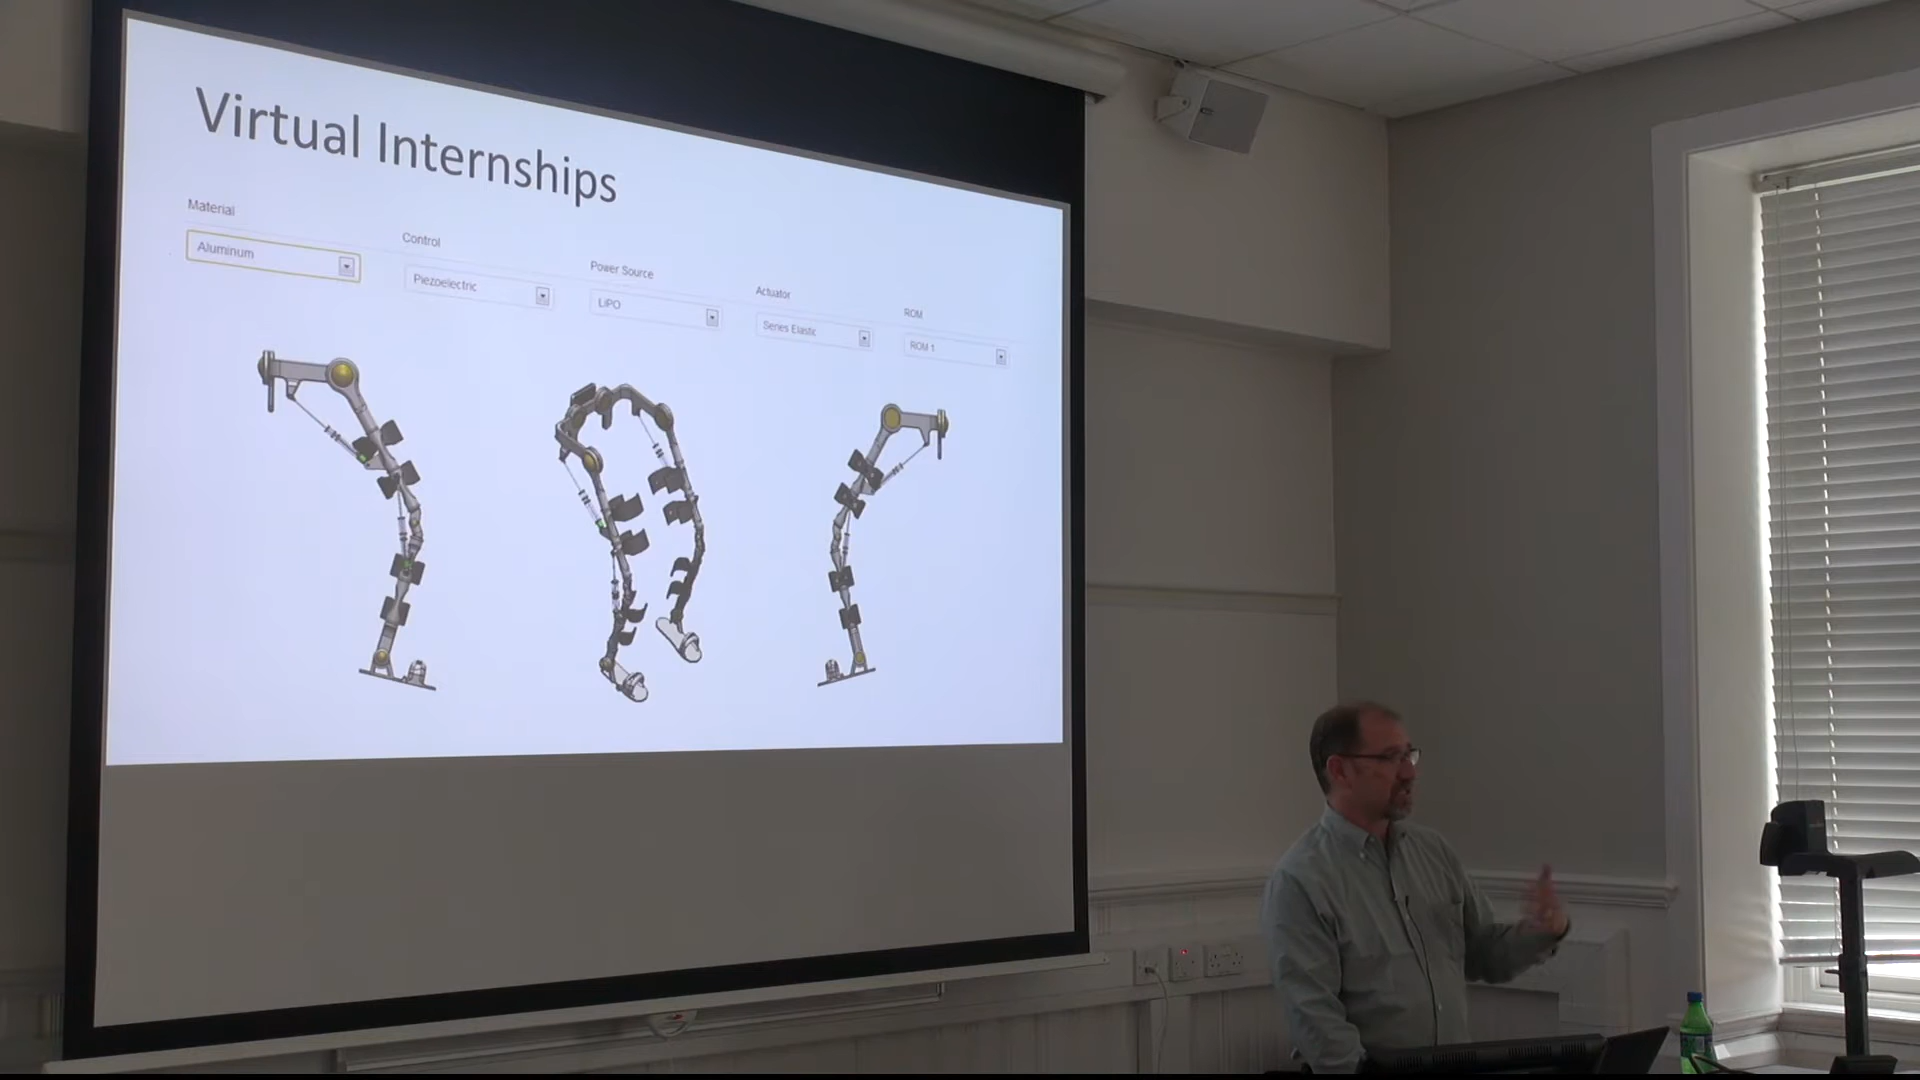 Virtual Internships
Material
Control
Power Source
Actuator
ROM
Aluminum
Piezoelectric
LiPO
Series Elastic
ROM 1